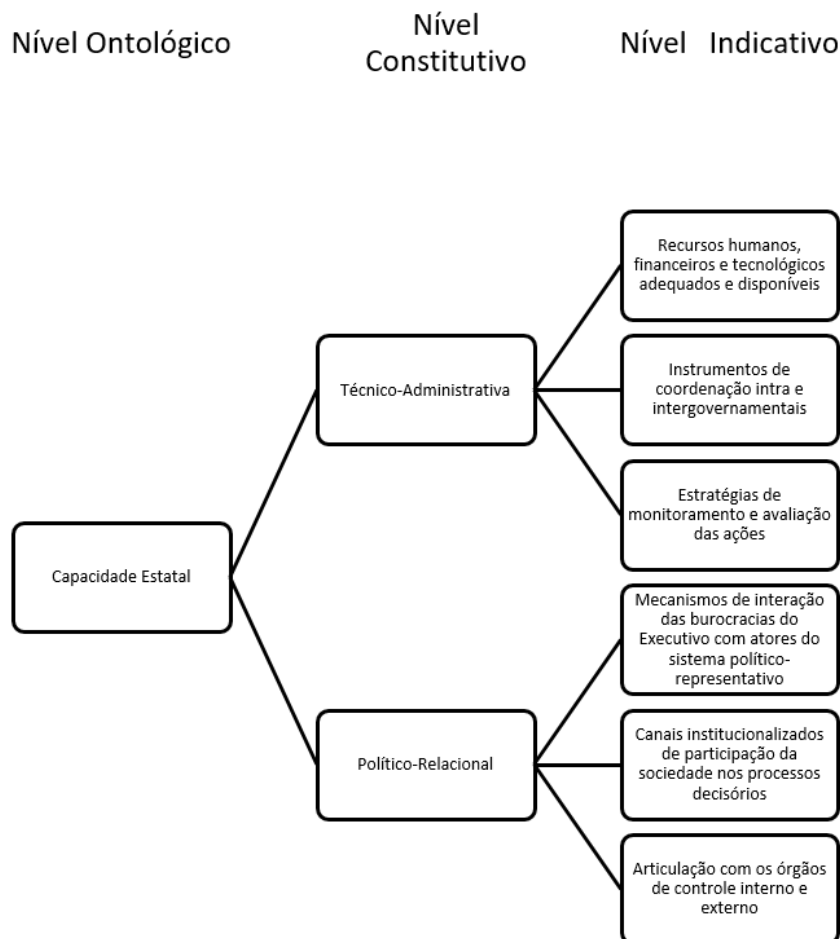 Nível Ontológico
Nível
Constitutivo
Nível Indicativo
Recursos humanos,
financeiros e tecnológicos
adequados e disponíveis
Técnico-Administrativa
Instrumentos de
coordenação intra e
intergovernamentais
Estratégias de
monitoramento e avaliação
das ações
Capacidade Estatal
Mecanismos de interação
das burocracias do
Executivo com atores do
sistema político-
representativo
Político-Relacional
Canais institucionalizados
de participação da
sociedade nos processos
decisórios
Articulação com os órgãos
de controle interno e
externo